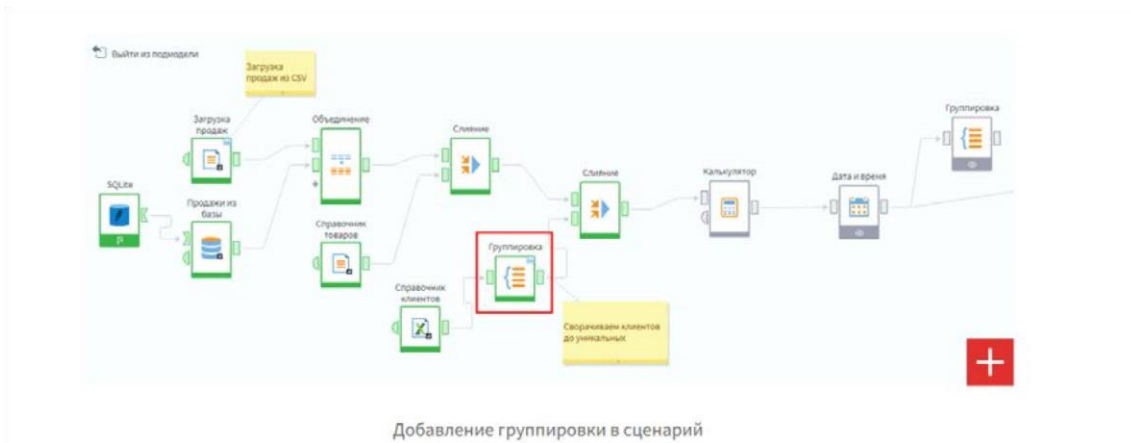 Выйти из подмодели
Загрузка
продаж из CSV
Загрузка
продаж
Объединение
Слияние
Группировка
SQLite
Продажи из
базы
Слияние
Калькулятор
Дата и время
Справочник
товаров
Группировка
Справочник
клиентов
Сворачиваем клиентов
до уникальных
Добавление группировки в сценарий